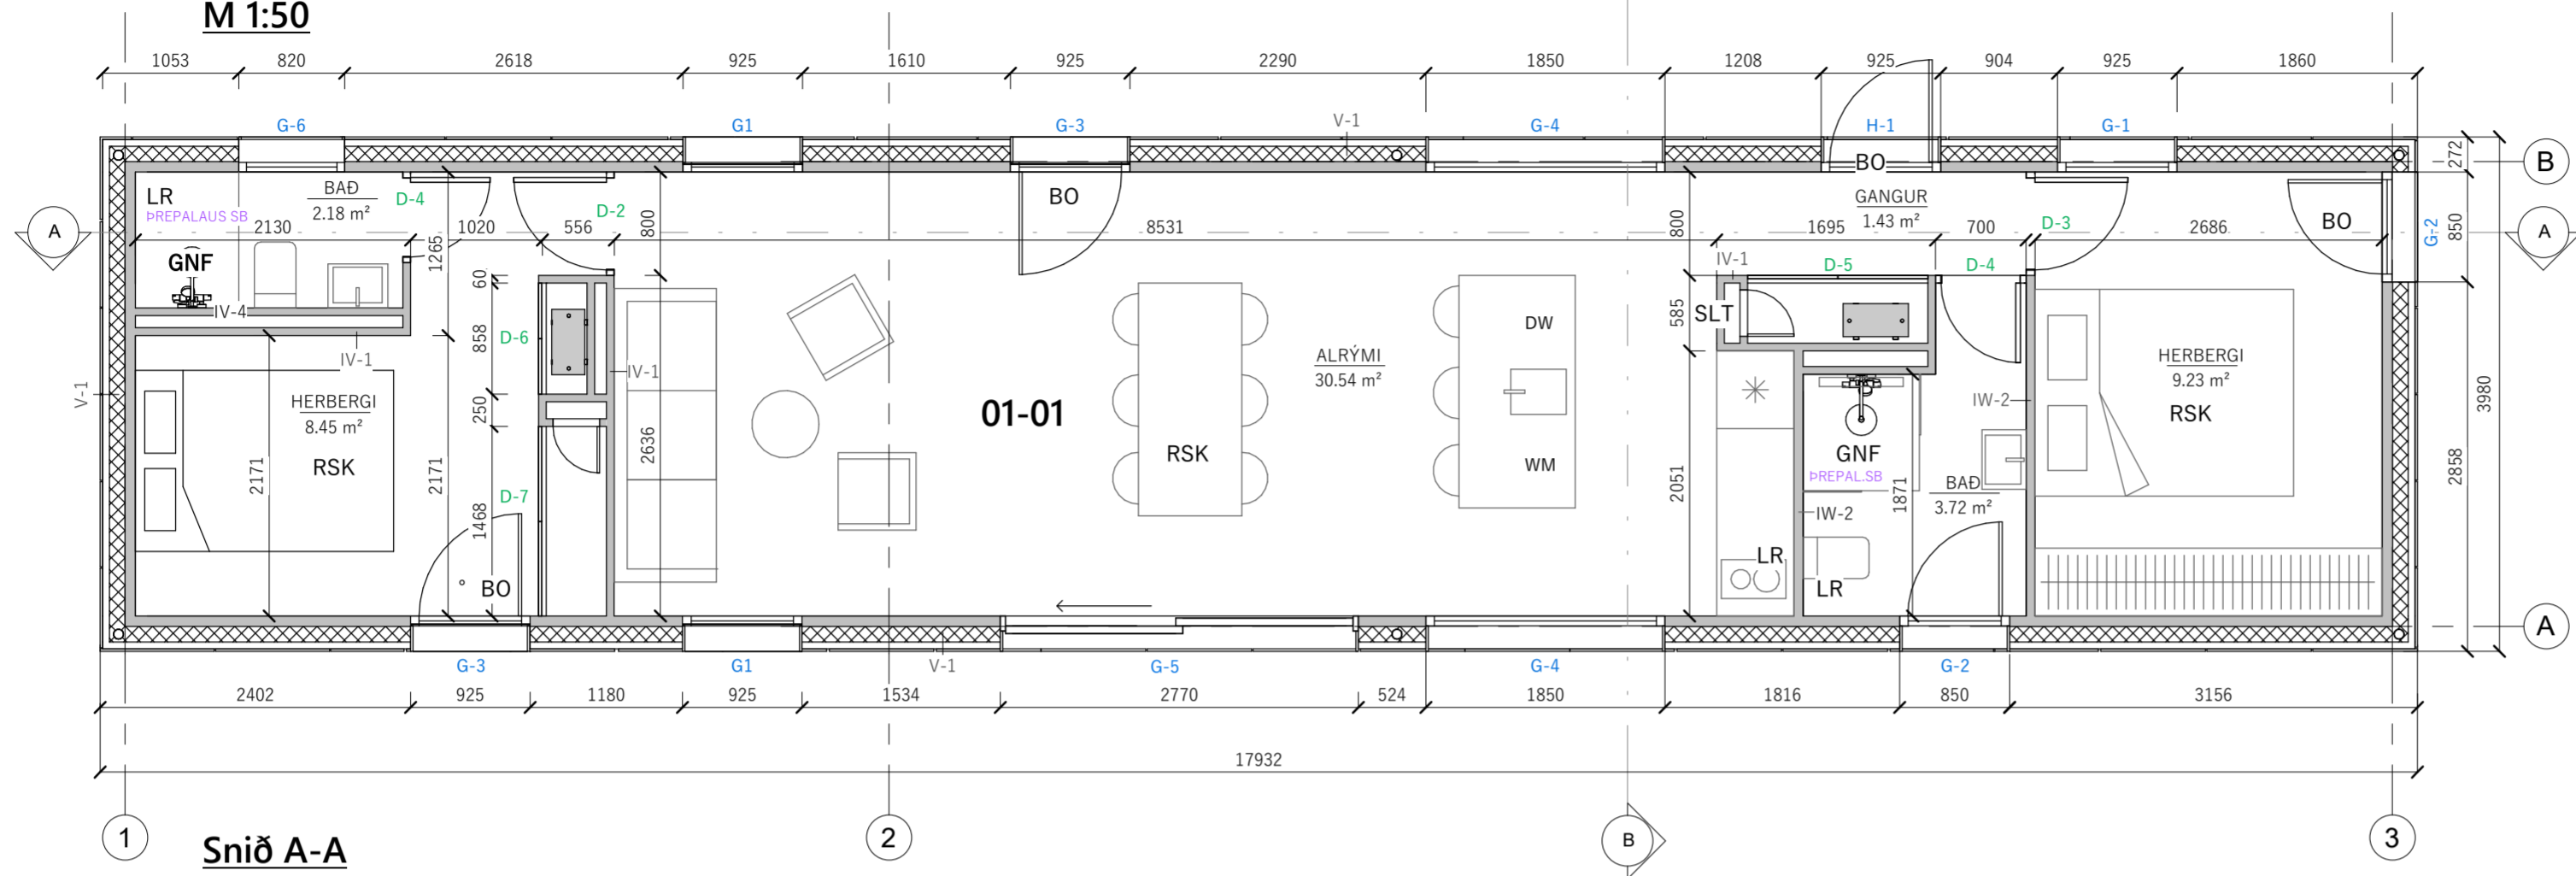 M 1:50
1053 820 2618 925 1610 925 2290 1850 1208 925 904 925 1860
G-6 G1 G-3 V-1 G-4 H-1 G-1
B
272
BO
LR BAÐ D-4
ÞREPALAUS SB 2.18 m²
D-2
BO
GANGUR
1.43 m²
D-3
BO
G-2
850
A
2130 1020 556 8531 1695 700 2686
A
1265
800
800
GNF
IV-4
60
IV-1 D-5 D-4
585
SLT
DW
858
D-6
IV-1
IV-1
ALRÝMI
30.54 m²
HERBERGI
9.23 m²
RSK
V-1
HERBERGI
8.45 m²
RSK
250
01-01
IW-2
3980
2171
2171
2636
RSK
WM
2051
GNF
ÞREPAL.SB
1871
BAÐ
3.72 m²
2858
D-7
1468
IW-2
BO
LR
LR
A
G-3 G1 V-1 G-5 G-4 G-2
2402 925 1180 925 1534 2770 524 1850 1816 850 3156
17932
1 2 B 3
Snið A-A